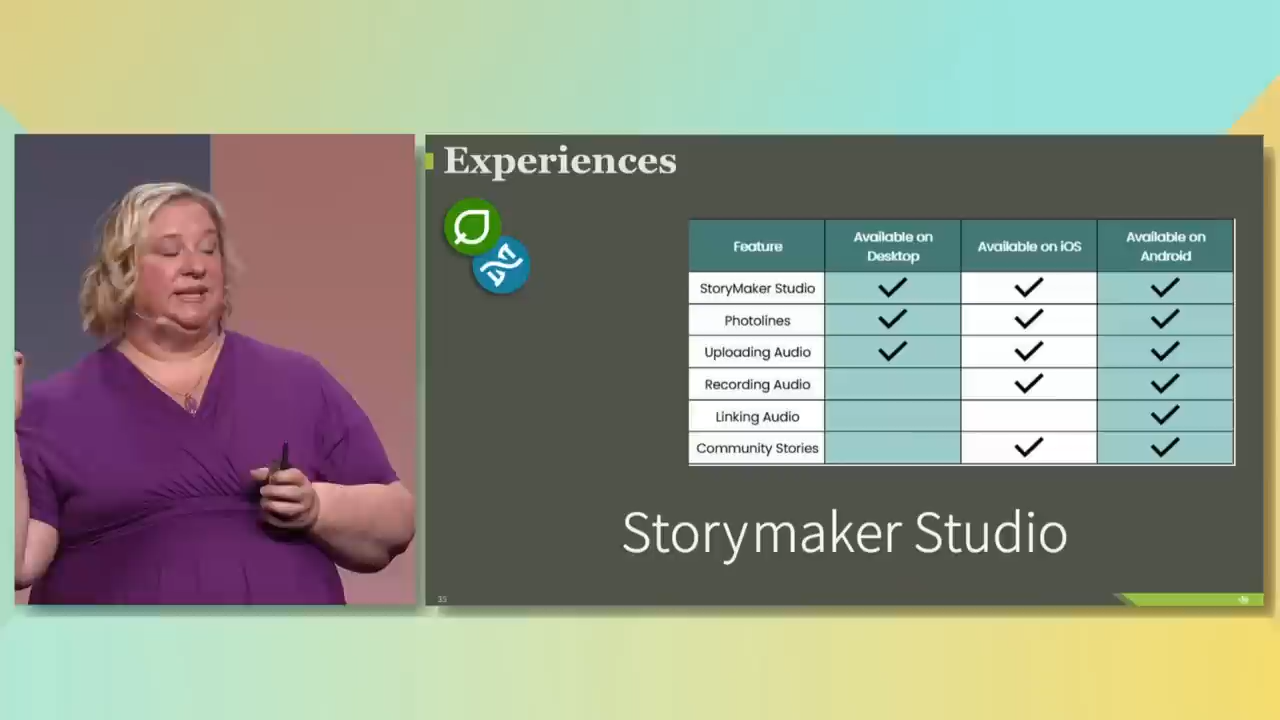 Experiences
Feature
Available on
Desktop
Available on iOS
Available on
Android
StoryMaker Studio
✓ ✓ ✓
Photolines
✓ ✓ ✓
Uploading Audio
✓ ✓ ✓
Recording Audio
✓ ✓
Linking Audio
✓
Community Stories
✓ ✓
Storymaker Studio
35